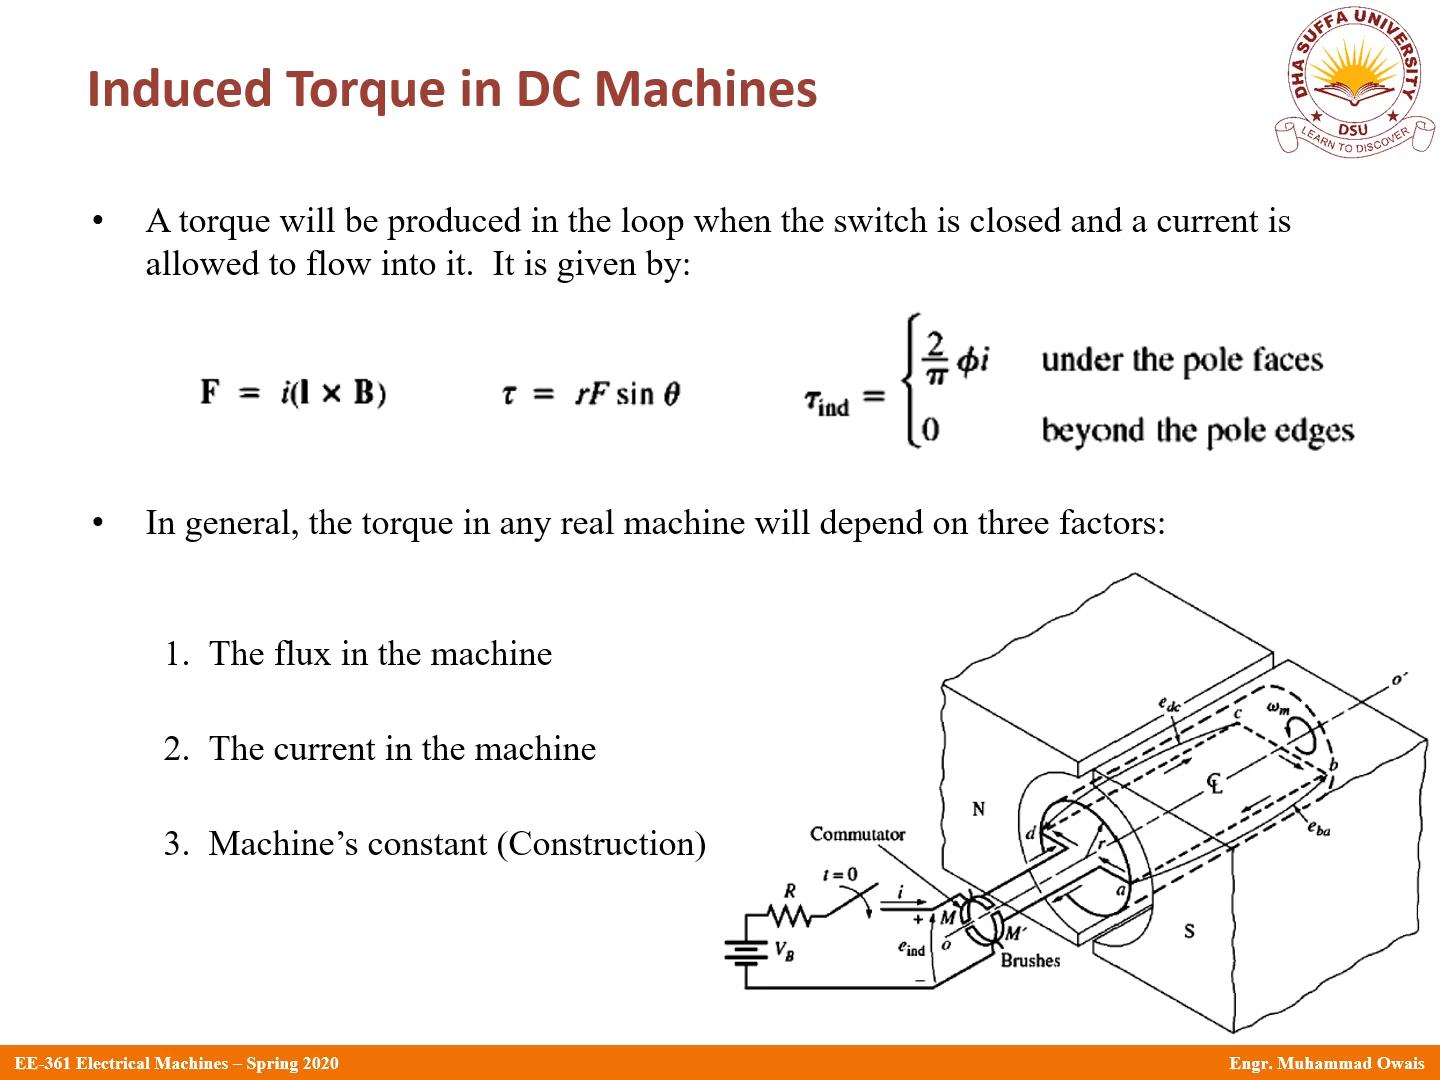 Induced Torque in DC Machines
DHA SUFFA UNIVERSITY
DSU
LEARN TO DISCOVER
• A torque will be produced in the loop when the switch is closed and a current is
allowed to flow into it. It is given by:
F = i(l × B)
τ = rF sin θ
τind = { 2/π ϕi under the pole faces
0 beyond the pole edges
• In general, the torque in any real machine will depend on three factors:
1. The flux in the machine
2. The current in the machine
3. Machine’s constant (Construction)
N
S
Commutator
Brushes
R
t = 0
i
VB
eind
+
−
M
M′
o
o′
a
b
c
d
r
edc
eba
ωm
℄
EE-361 Electrical Machines – Spring 2020
Engr. Muhammad Owais